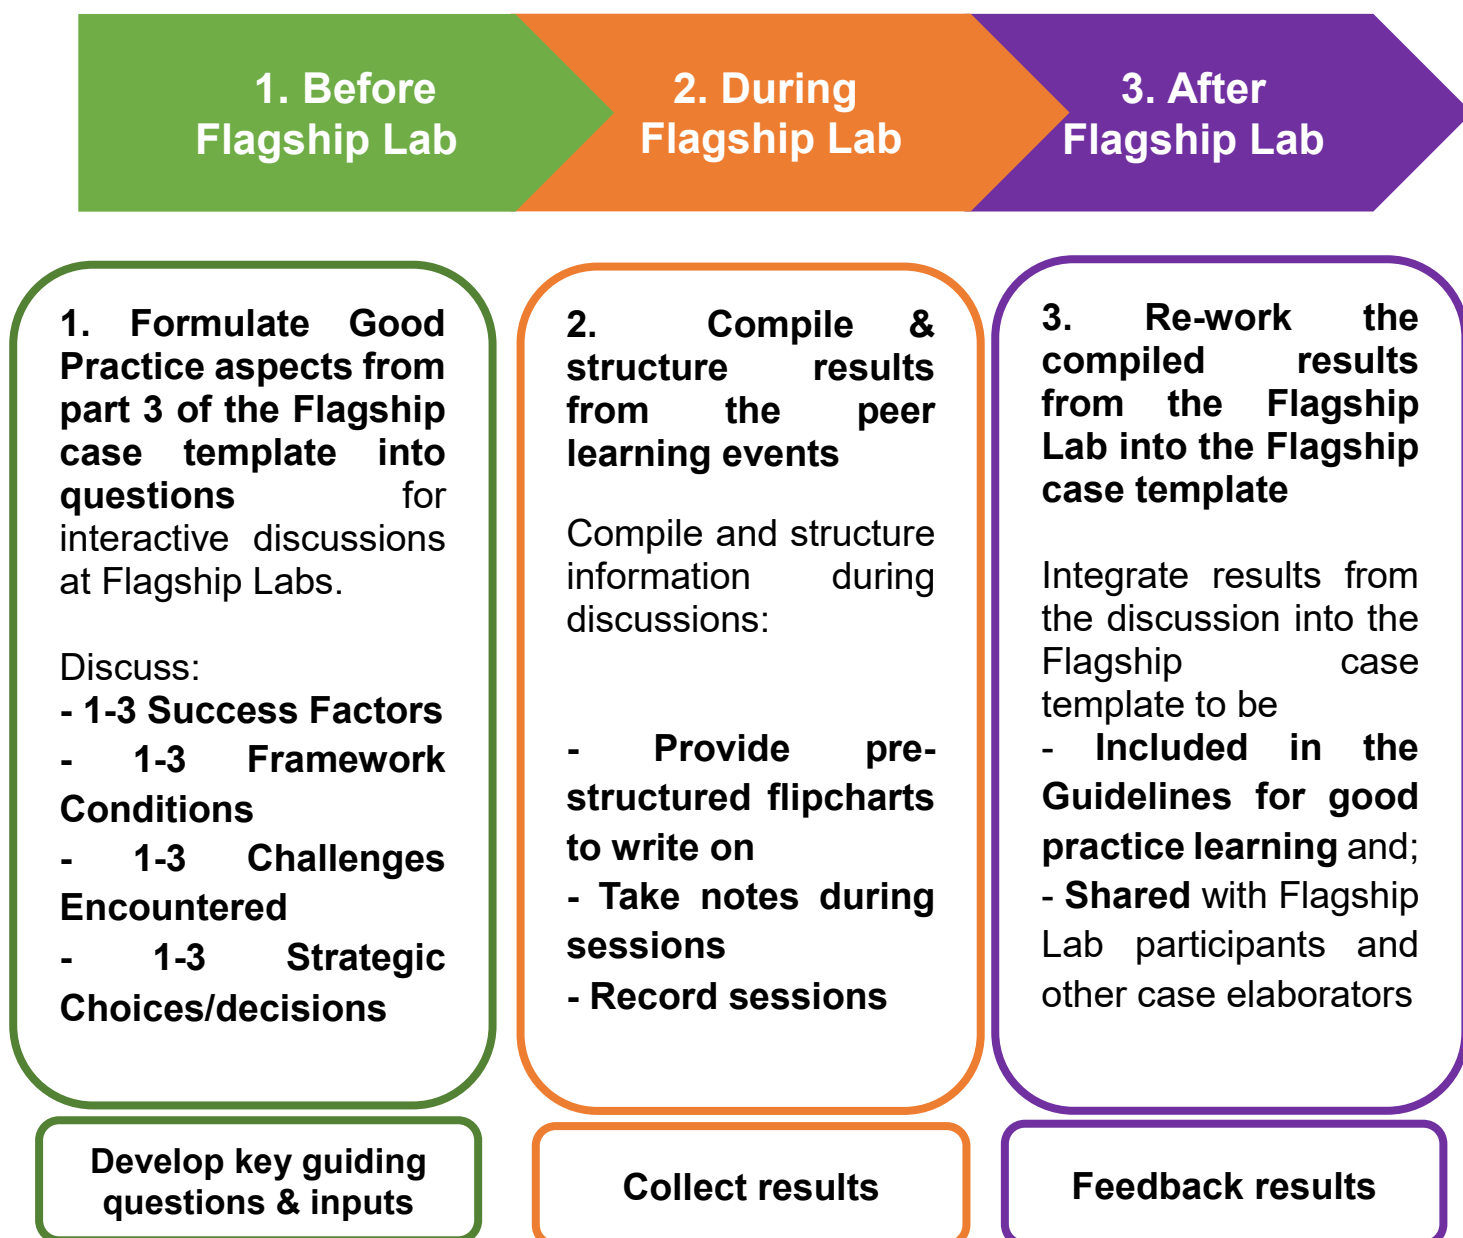 1. Before
Flagship Lab
2. During
Flagship Lab
3. After
Flagship Lab
1. Formulate Good
Practice aspects from
part 3 of the Flagship
case template into
questions for
interactive discussions
at Flagship Labs.
Discuss:
- 1-3 Success Factors
- 1-3 Framework
Conditions
- 1-3 Challenges
Encountered
- 1-3 Strategic
Choices/decisions
Develop key guiding
questions & inputs
2. Compile &
structure results
from the peer
learning events
Compile and structure
information during
discussions:
- Provide pre-
structured flipcharts
to write on
- Take notes during
sessions
- Record sessions
Collect results
3. Re-work the
compiled results
from the Flagship
Lab into the Flagship
case template
Integrate results from
the discussion into the
Flagship case
template to be
- Included in the
Guidelines for good
practice learning and;
- Shared with Flagship
Lab participants and
other case elaborators
Feedback results